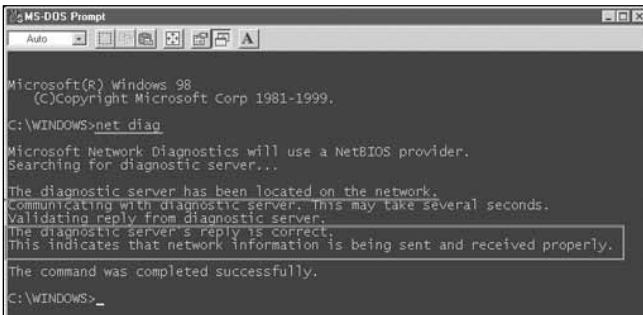 MS-DOS Prompt
Auto
A
Microsoft(R) Windows 98
(C)Copyright Microsoft Corp 1981-1999.
C:\WINDOWS>net diag
Microsoft Network Diagnostics will use a NetBIOS provider.
Searching for diagnostic server...
The diagnostic server has been located on the network.
Communicating with diagnostic server. This may take several seconds.
Validating reply from diagnostic server.
The diagnostic server's reply is correct.
This indicates that network information is being sent and received properly.
The command was completed successfully.
C:\WINDOWS>_